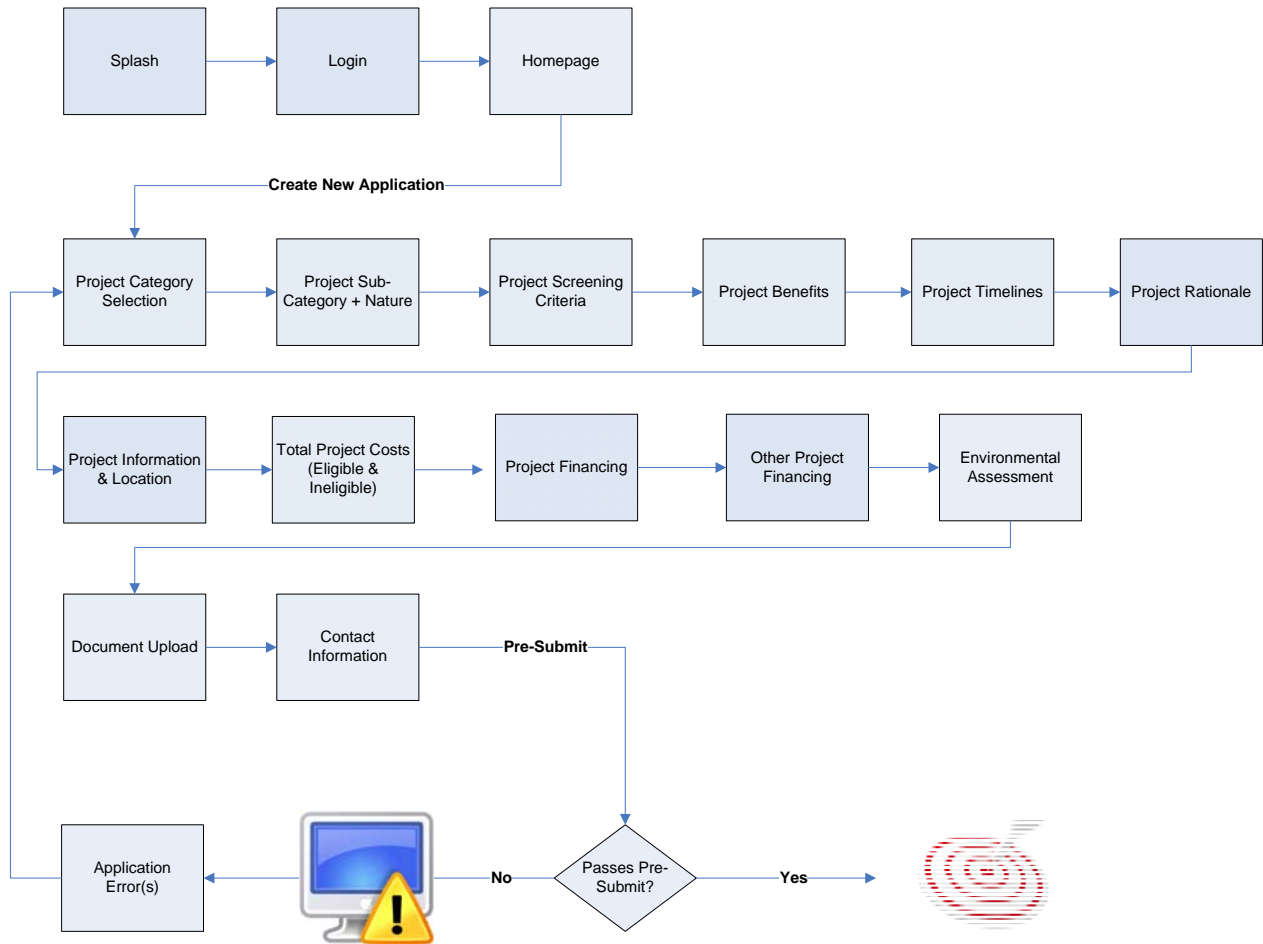 Splash
Login
Homepage
Create New Application
Project Category
Selection
Project Sub-
Category + Nature
Project Screening
Criteria
Project Benefits
Project Timelines
Project Rationale
Project Information
& Location
Total Project Costs
(Eligible &
Ineligible)
Project Financing
Other Project
Financing
Environmental
Assessment
Document Upload
Contact
Information
Pre-Submit
Application
Error(s)
No
Passes Pre-
Submit?
Yes